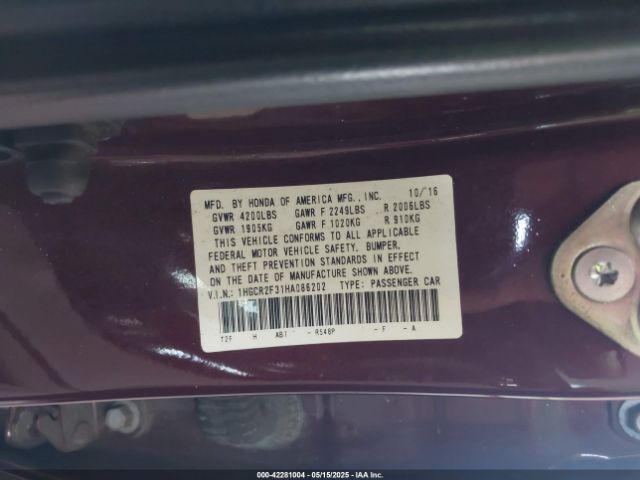 MFD. BY HONDA OF AMERICA MFG., INC. 10/16
GVWR 4200LBS GAWR F 2249LBS R 2006LBS
GVWR 1905KG GAWR F 1020KG R 910KG
THIS VEHICLE CONFORMS TO ALL APPLICABLE
FEDERAL MOTOR VEHICLE SAFETY, BUMPER,
AND THEFT PREVENTION STANDARDS IN EFFECT
ON THE DATE OF MANUFACTURE SHOWN ABOVE.
V.I.N.: 1HGCR2F31HA086202 TYPE: PASSENGER CAR
T2F H ABT - R548P - F - A
000-42281004 | 05/15/2025 | IAA Inc.